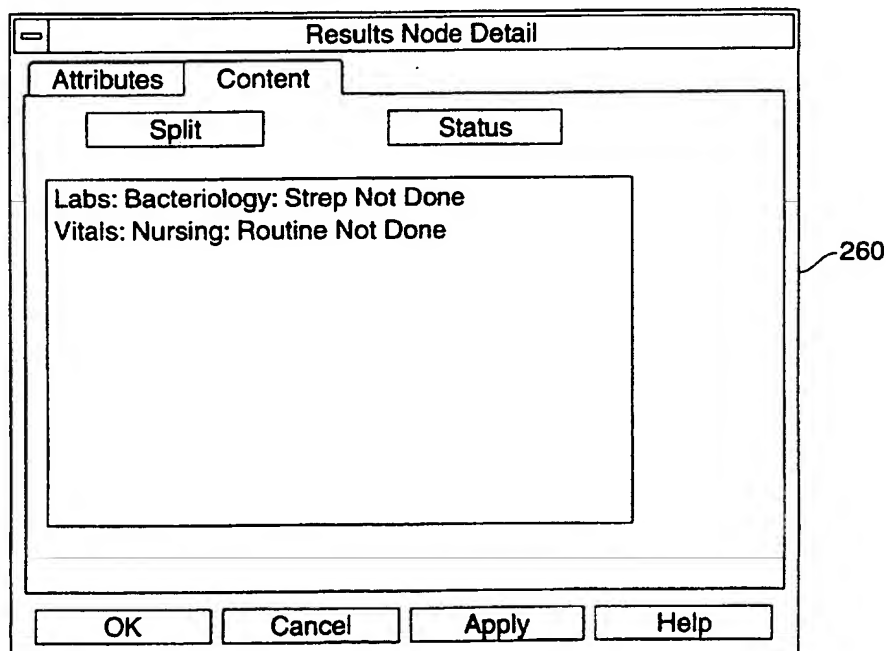 Results Node Detail
Attributes Content
Split Status
Labs: Bacteriology: Strep Not Done
Vitals: Nursing: Routine Not Done
260
OK Cancel Apply Help